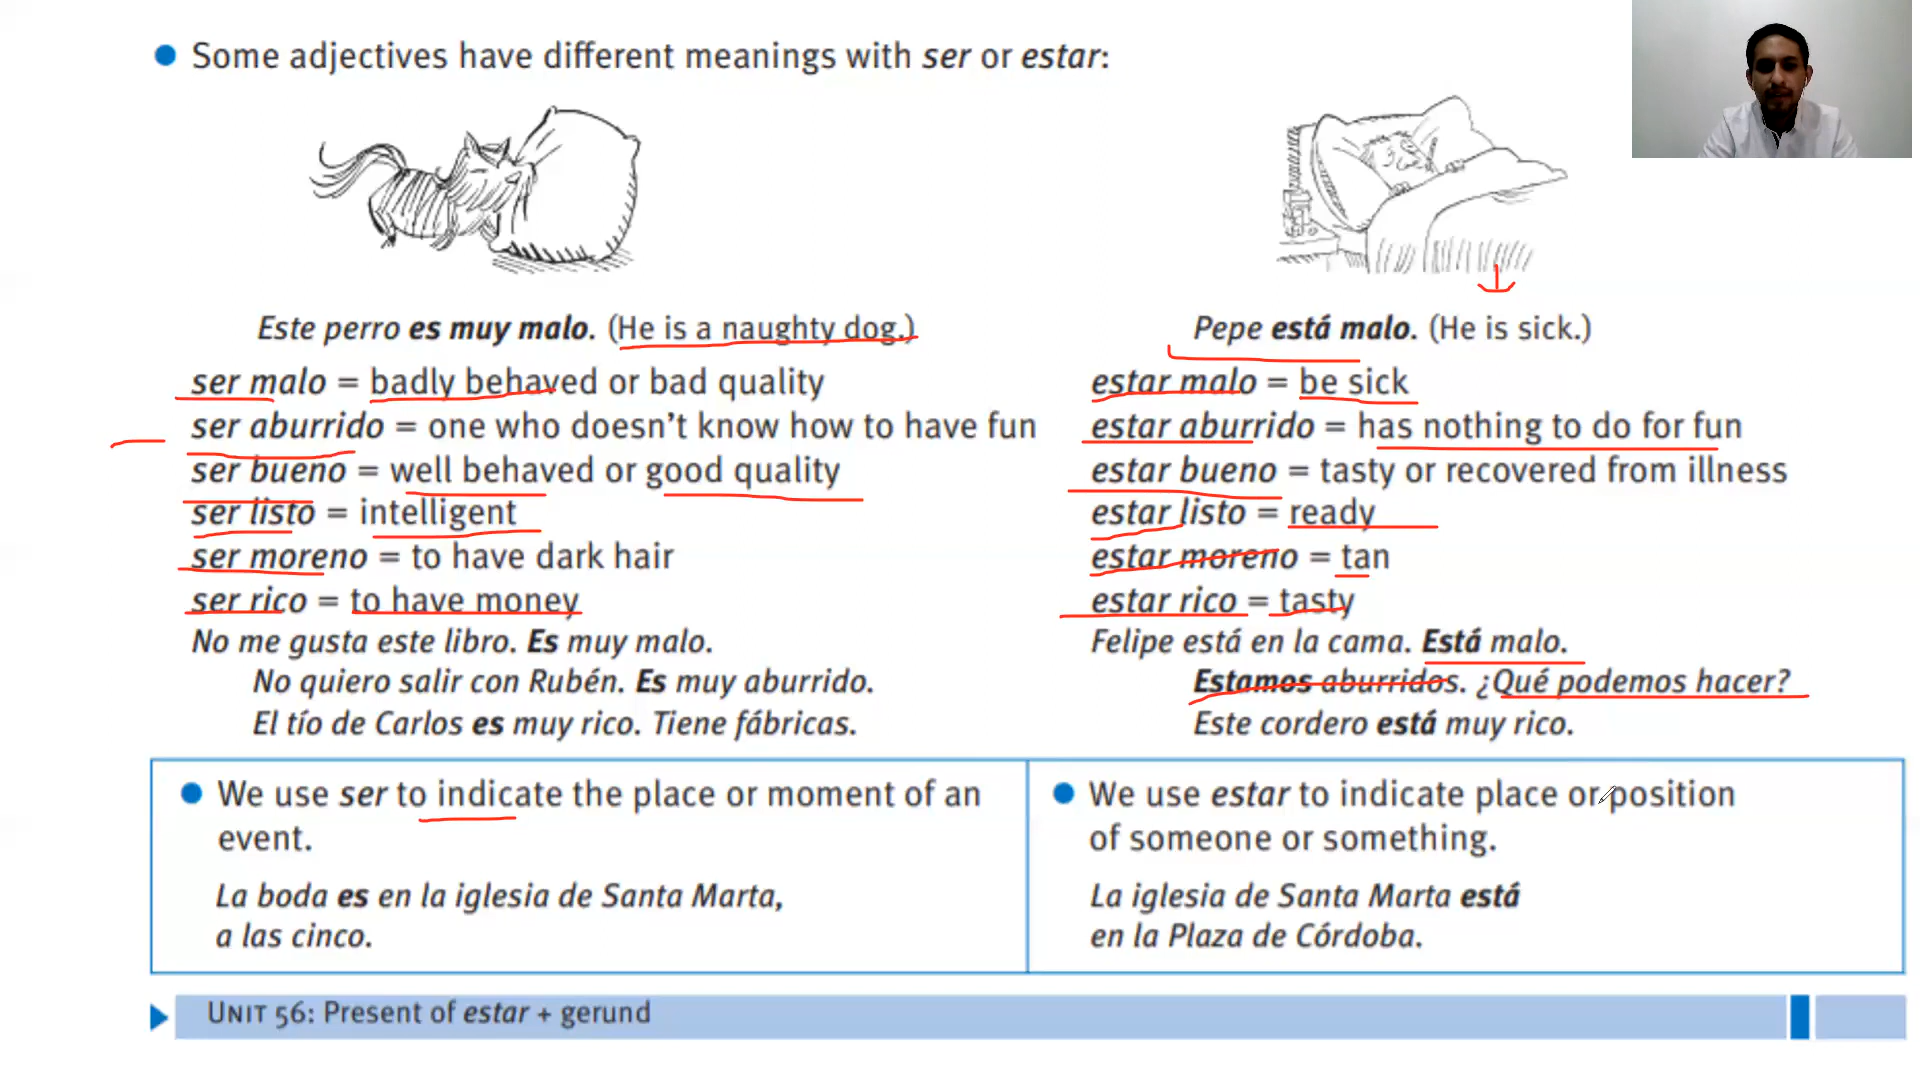 Some adjectives have different meanings with ser or estar:
Este perro es muy malo. (He is a naughty dog.)
ser malo = badly behaved or bad quality
ser aburrido = one who doesn't know how to have fun
ser bueno = well behaved or good quality
ser listo = intelligent
ser moreno = to have dark hair
ser rico = to have money
No me gusta este libro. Es muy malo.
No quiero salir con Rubén. Es muy aburrido.
El tío de Carlos es muy rico. Tiene fábricas.
Pepe está malo. (He is sick.)
estar malo = be sick
estar aburrido = has nothing to do for fun
estar bueno = tasty or recovered from illness
estar listo = ready
estar moreno = tan
estar rico = tasty
Felipe está en la cama. Está malo.
Estamos aburridos. ¿Qué podemos hacer?
Este cordero está muy rico.
We use ser to indicate the place or moment of an
event.
La boda es en la iglesia de Santa Marta,
a las cinco.
We use estar to indicate place or position
of someone or something.
La iglesia de Santa Marta está
en la Plaza de Córdoba.
UNIT 56: Present of estar + gerund